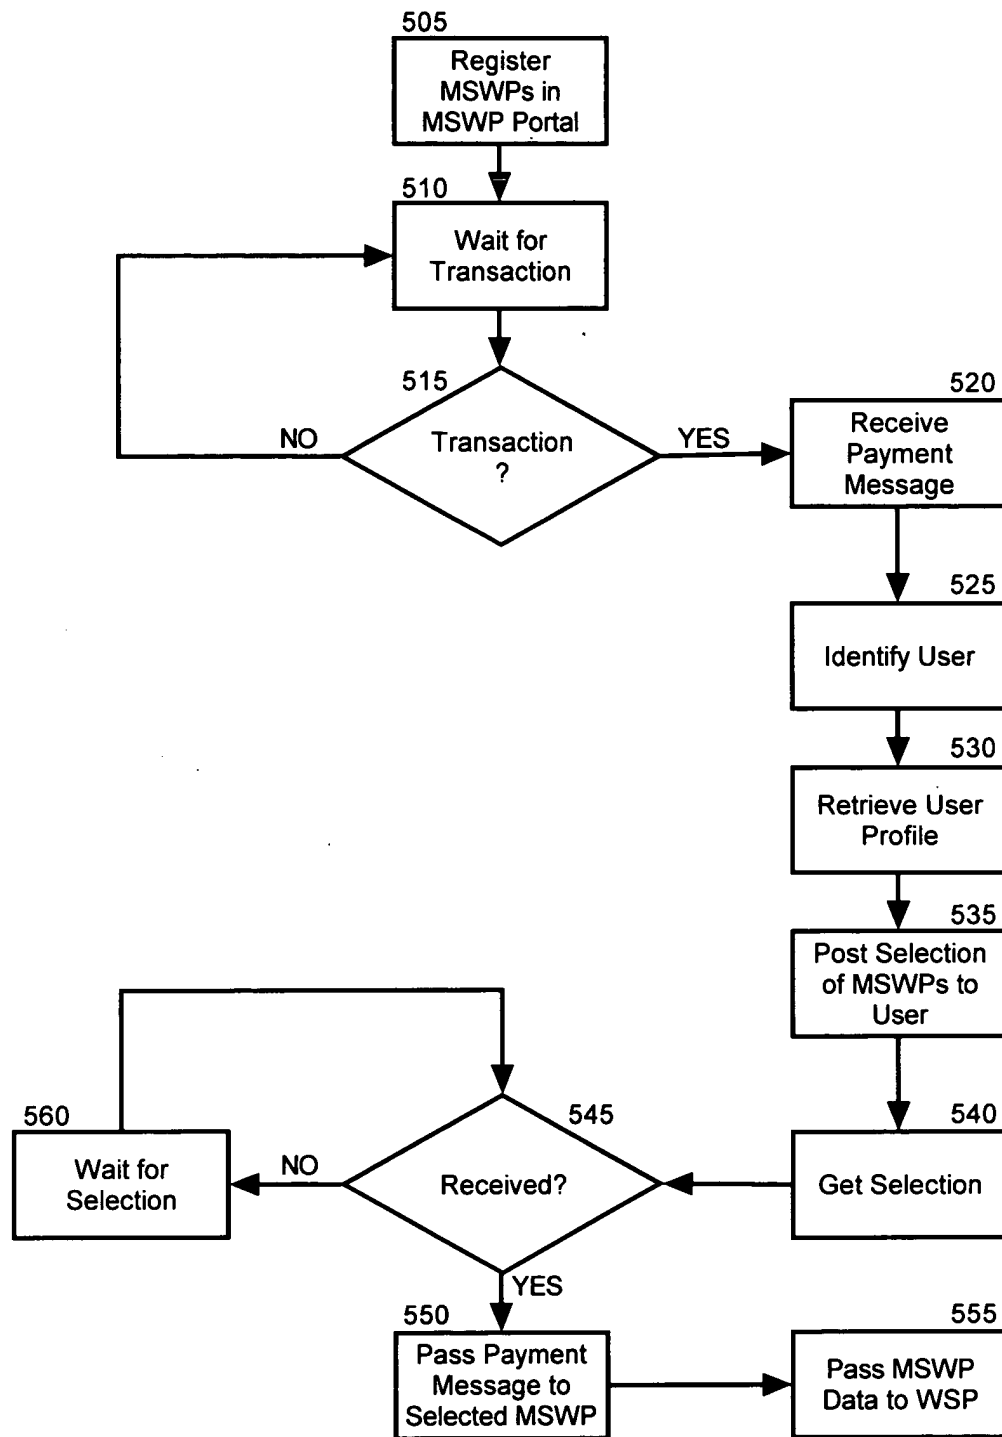 505
Register
MSWPs in
MSWP Portal
510
Wait for
Transaction
515
Transaction
?
NO
YES
520
Receive
Payment
Message
525
Identify User
530
Retrieve User
Profile
535
Post Selection
of MSWPs to
User
540
Get Selection
545
Received?
NO
560
Wait for
Selection
YES
550
Pass Payment
Message to
Selected MSWP
555
Pass MSWP
Data to WSP